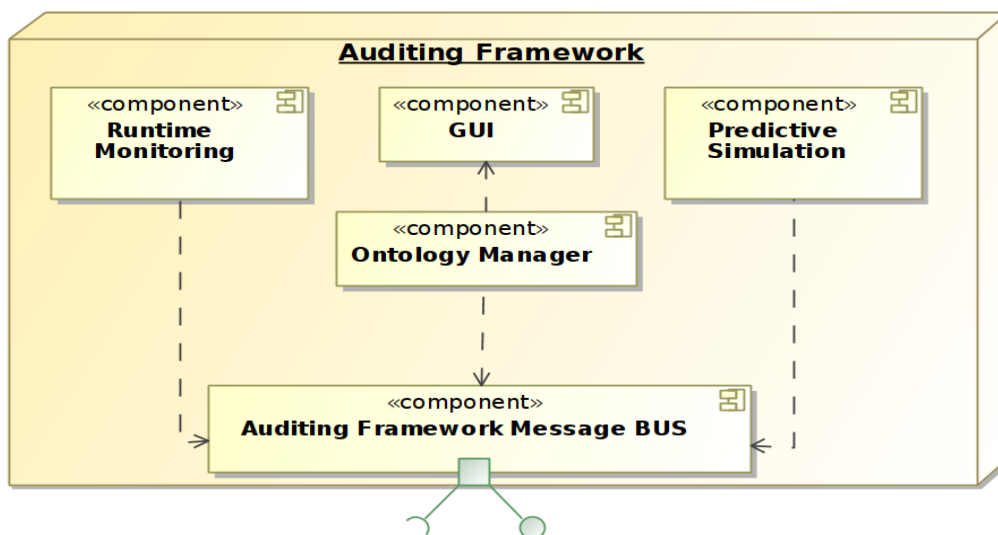 Auditing Framework
«component»
Runtime
Monitoring
«component»
GUI
«component»
Predictive
Simulation
«component»
Ontology Manager
«component»
Auditing Framework Message BUS